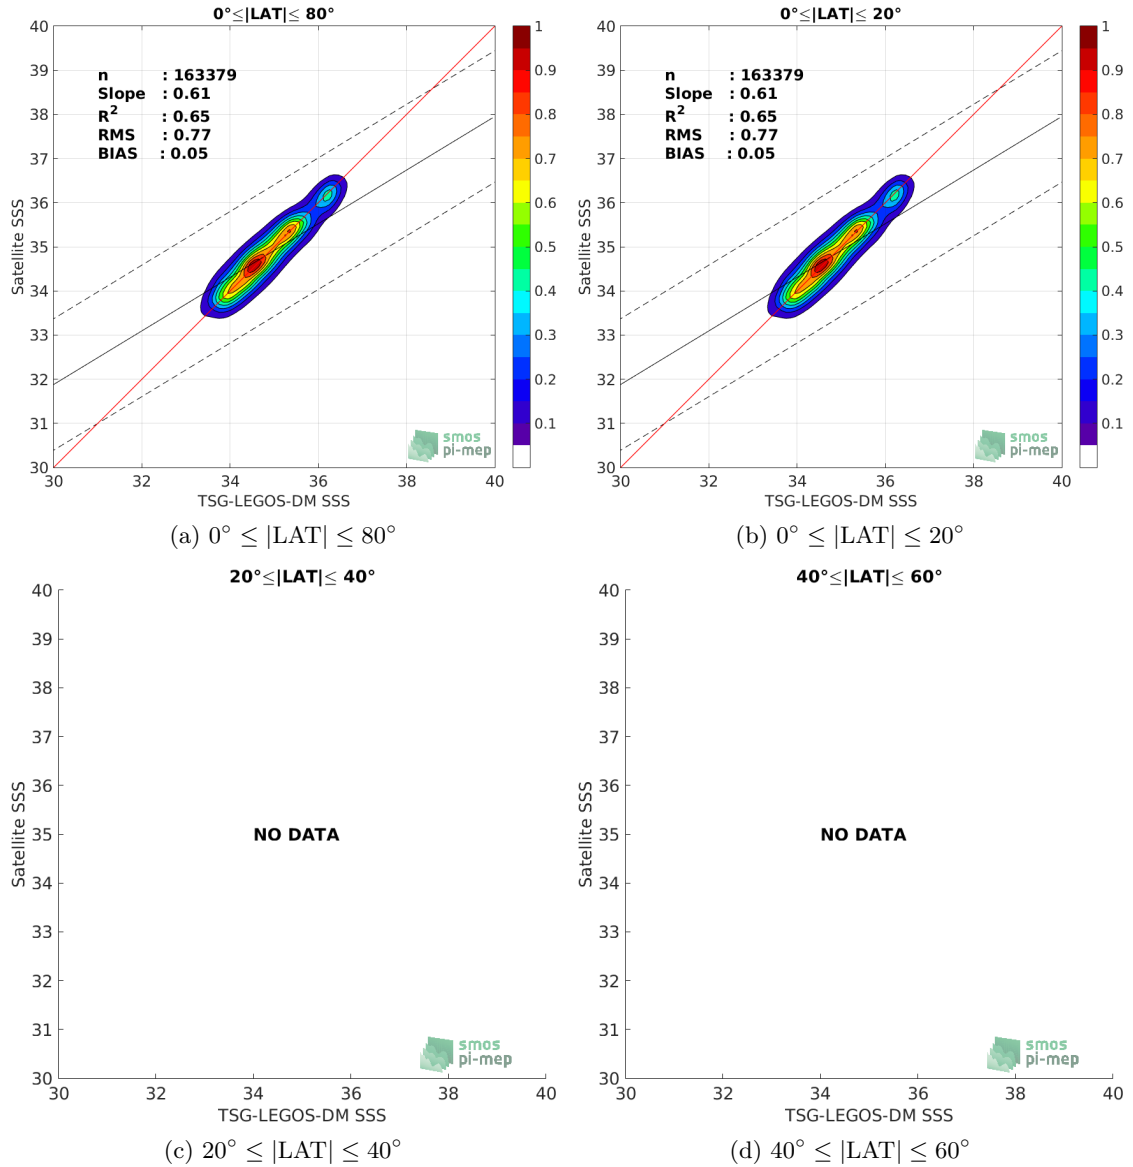 0°≤|LAT|≤ 80°
n : 163379
Slope : 0.61
R² : 0.65
RMS : 0.77
BIAS : 0.05
40
39
38
37
36
35
34
33
32
31
30
Satellite SSS
30 32 34 36 38 40
TSG-LEGOS-DM SSS
1
0.9
0.8
0.7
0.6
0.5
0.4
0.3
0.2
0.1
smos
pi-mep
(a) 0° ≤ |LAT| ≤ 80°
0°≤|LAT|≤ 20°
n : 163379
Slope : 0.61
R² : 0.65
RMS : 0.77
BIAS : 0.05
40
39
38
37
36
35
34
33
32
31
30
Satellite SSS
30 32 34 36 38 40
TSG-LEGOS-DM SSS
1
0.9
0.8
0.7
0.6
0.5
0.4
0.3
0.2
0.1
smos
pi-mep
(b) 0° ≤ |LAT| ≤ 20°
20°≤|LAT|≤ 40°
40
39
38
37
36
35
34
33
32
31
30
Satellite SSS
NO DATA
smos
pi-mep
30 32 34 36 38 40
TSG-LEGOS-DM SSS
(c) 20° ≤ |LAT| ≤ 40°
40°≤|LAT|≤ 60°
40
39
38
37
36
35
34
33
32
31
30
Satellite SSS
NO DATA
smos
pi-mep
30 32 34 36 38 40
TSG-LEGOS-DM SSS
(d) 40° ≤ |LAT| ≤ 60°